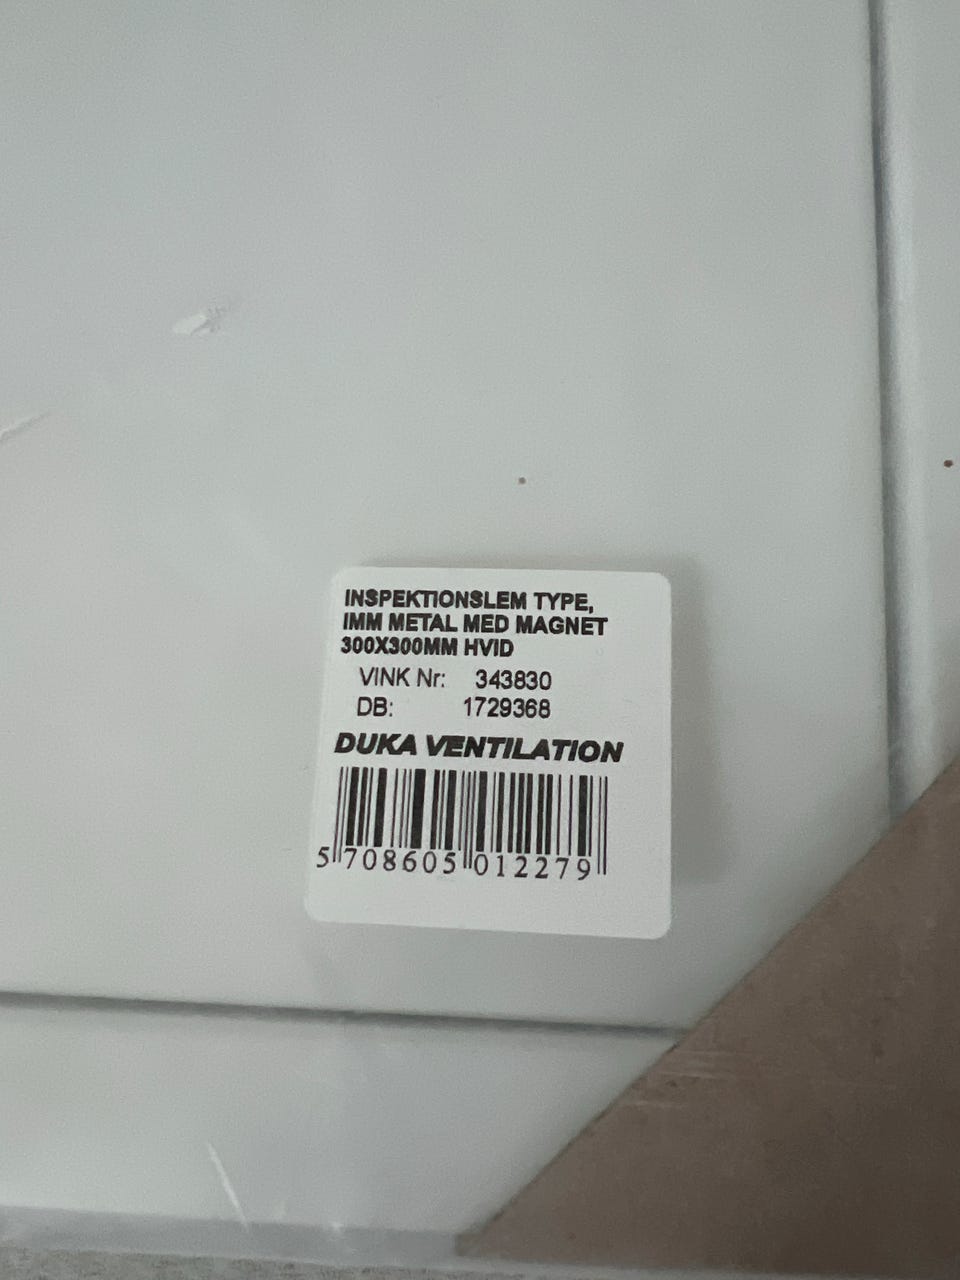 INSPEKTIONSLEM TYPE,
IMM METAL MED MAGNET
300X300MM HVID
VINK Nr: 343830
DB: 1729368
DUKA VENTILATION
5 708605 012279